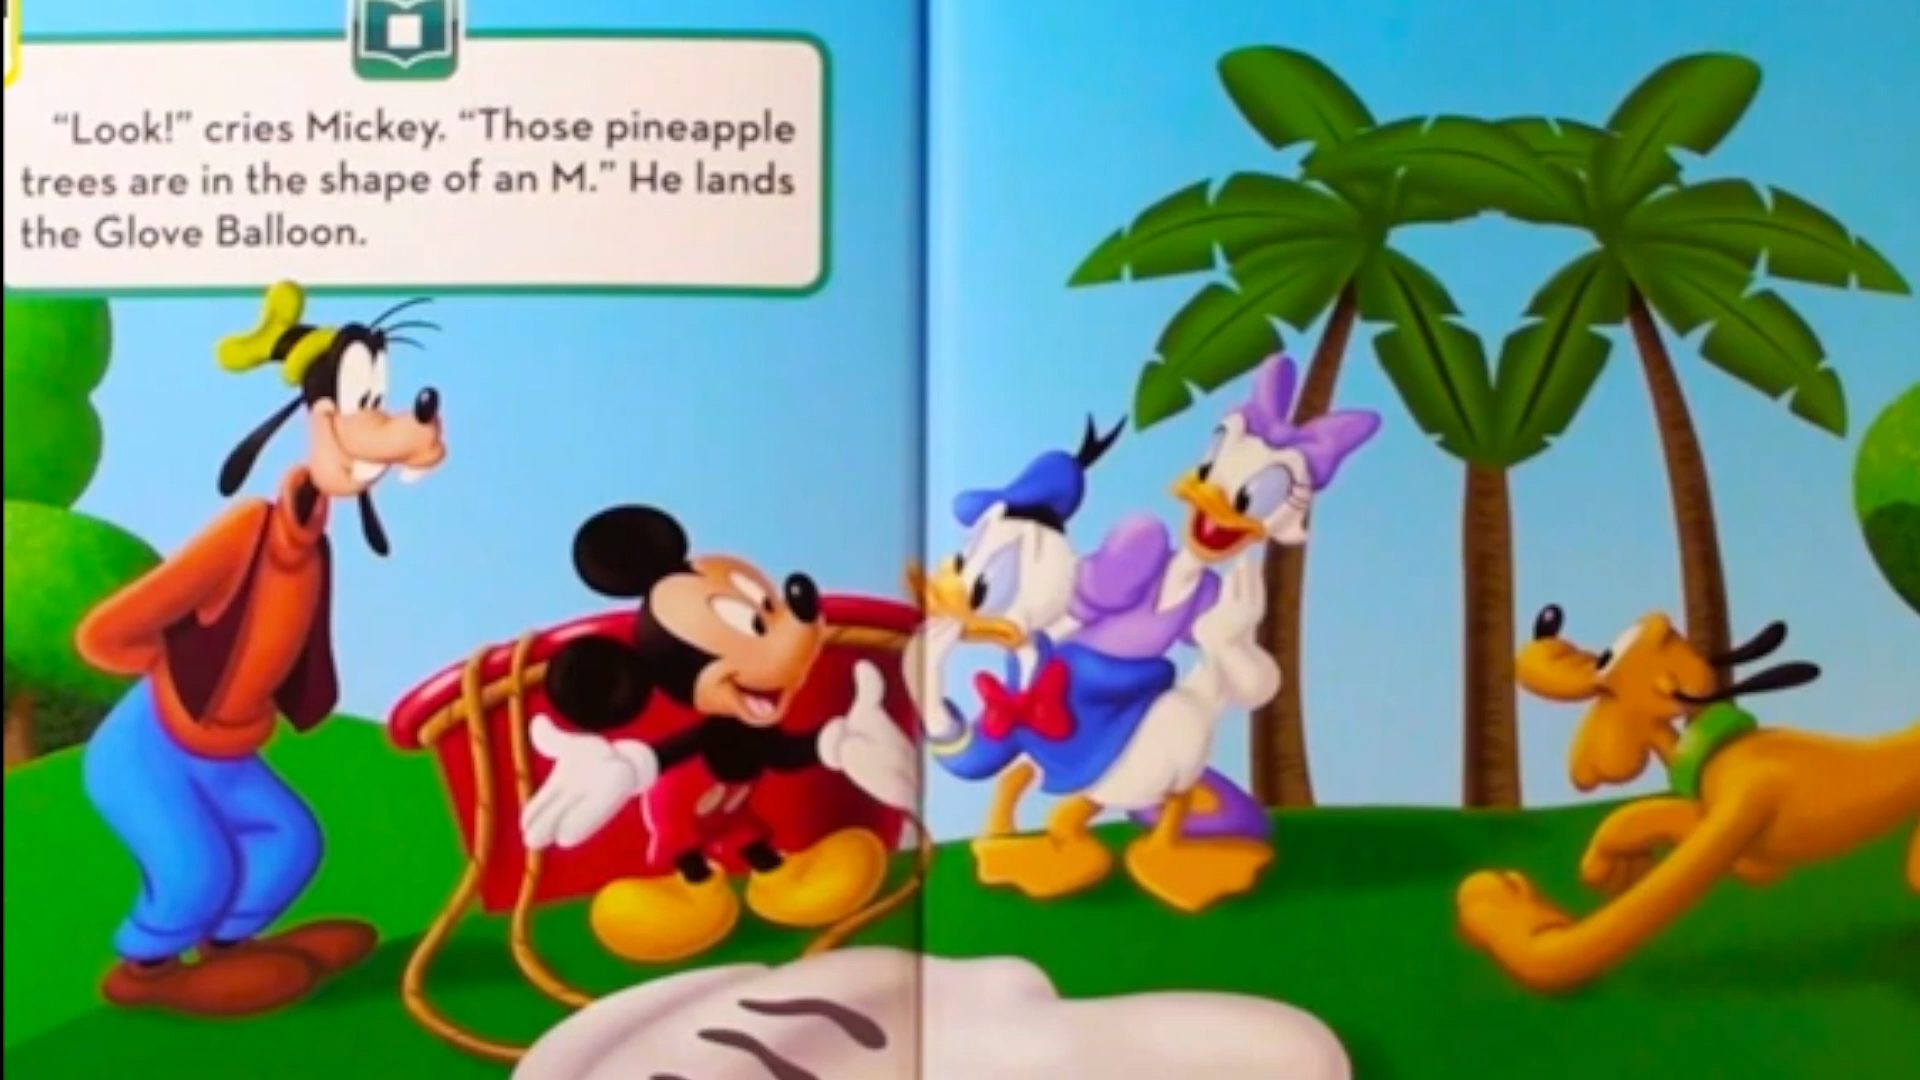 “Look!” cries Mickey. “Those pineapple
trees are in the shape of an M.” He lands
the Glove Balloon.